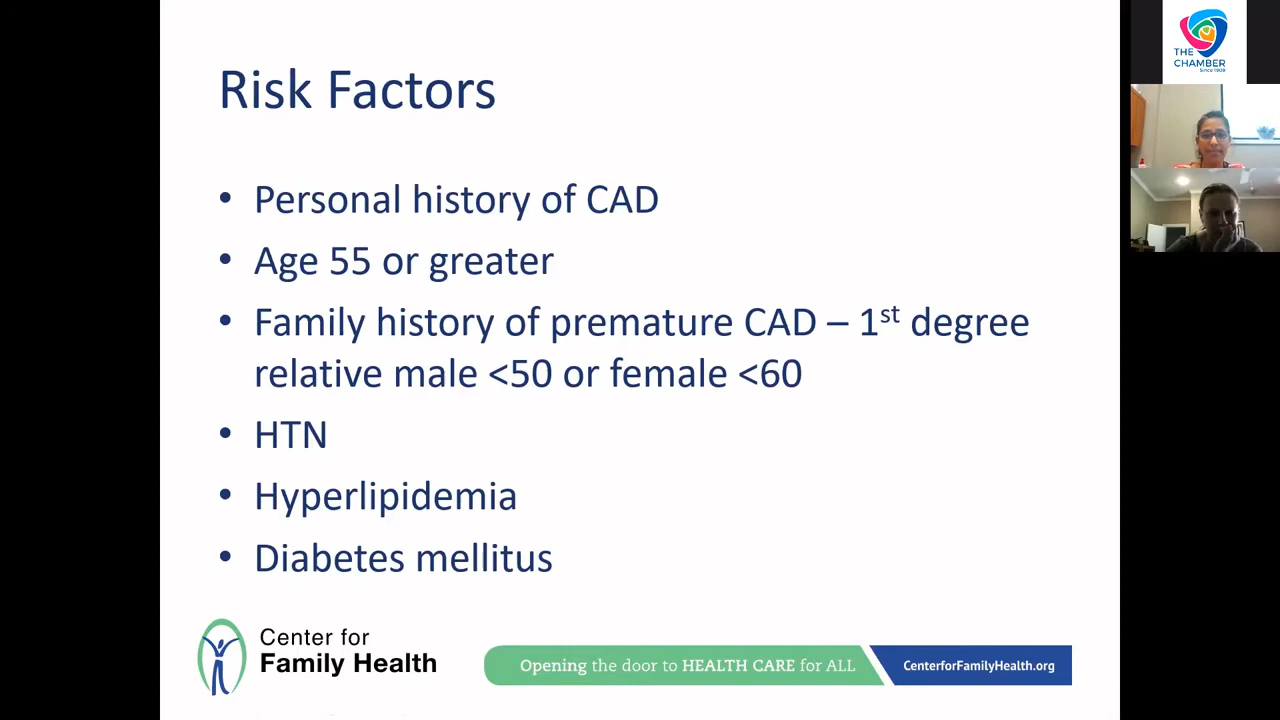 Risk Factors
• Personal history of CAD
• Age 55 or greater
• Family history of premature CAD – 1st degree
relative male <50 or female <60
• HTN
• Hyperlipidemia
• Diabetes mellitus
Center for
Family Health
Opening the door to HEALTH CARE for ALL
CenterforFamilyHealth.org
THE
CHAMBER
Since 1909